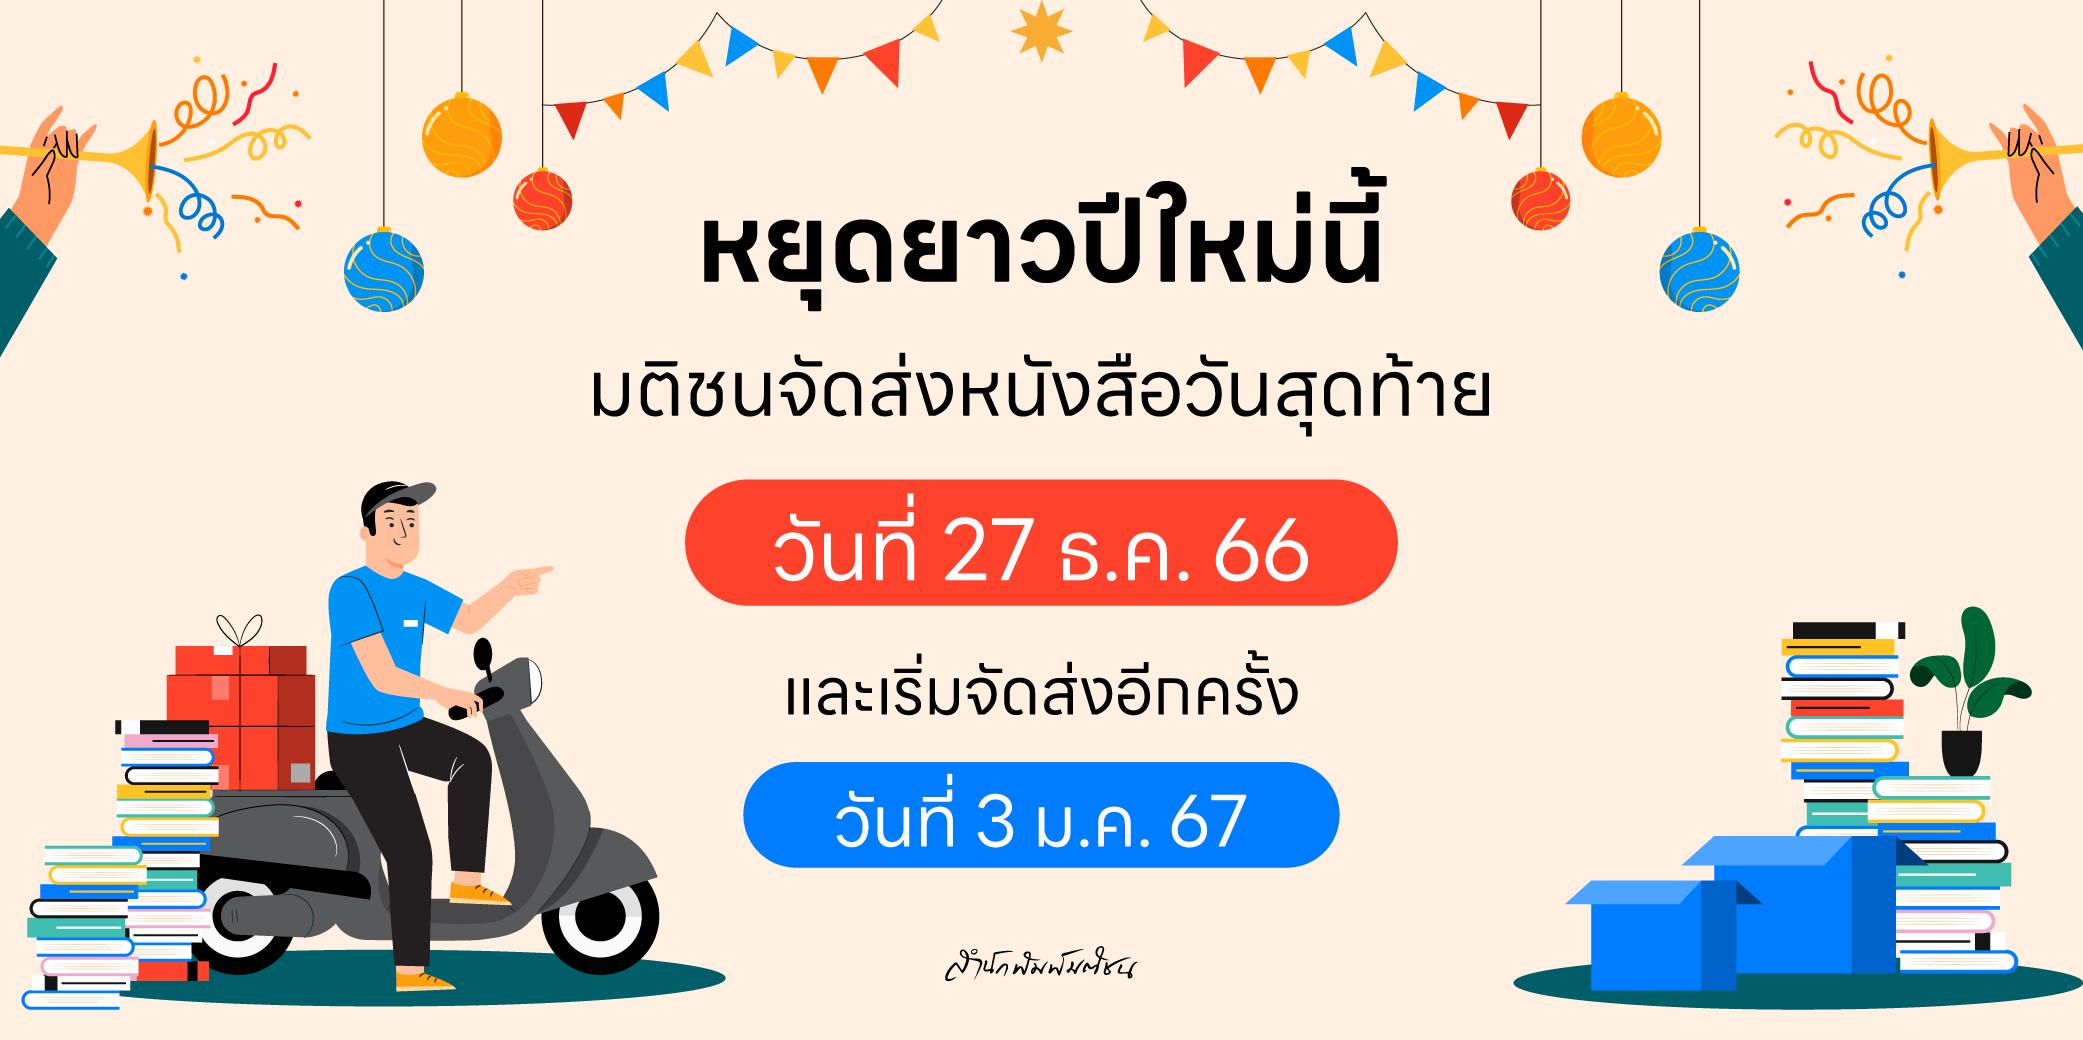 หยุดยาวปีใหม่นี้
มติชนจัดส่งหนังสือวันสุดท้าย
วันที่ 27 ธ.ค. 66
และเริ่มจัดส่งอีกครั้ง
วันที่ 3 ม.ค. 67
สำนักพิมพ์มติชน